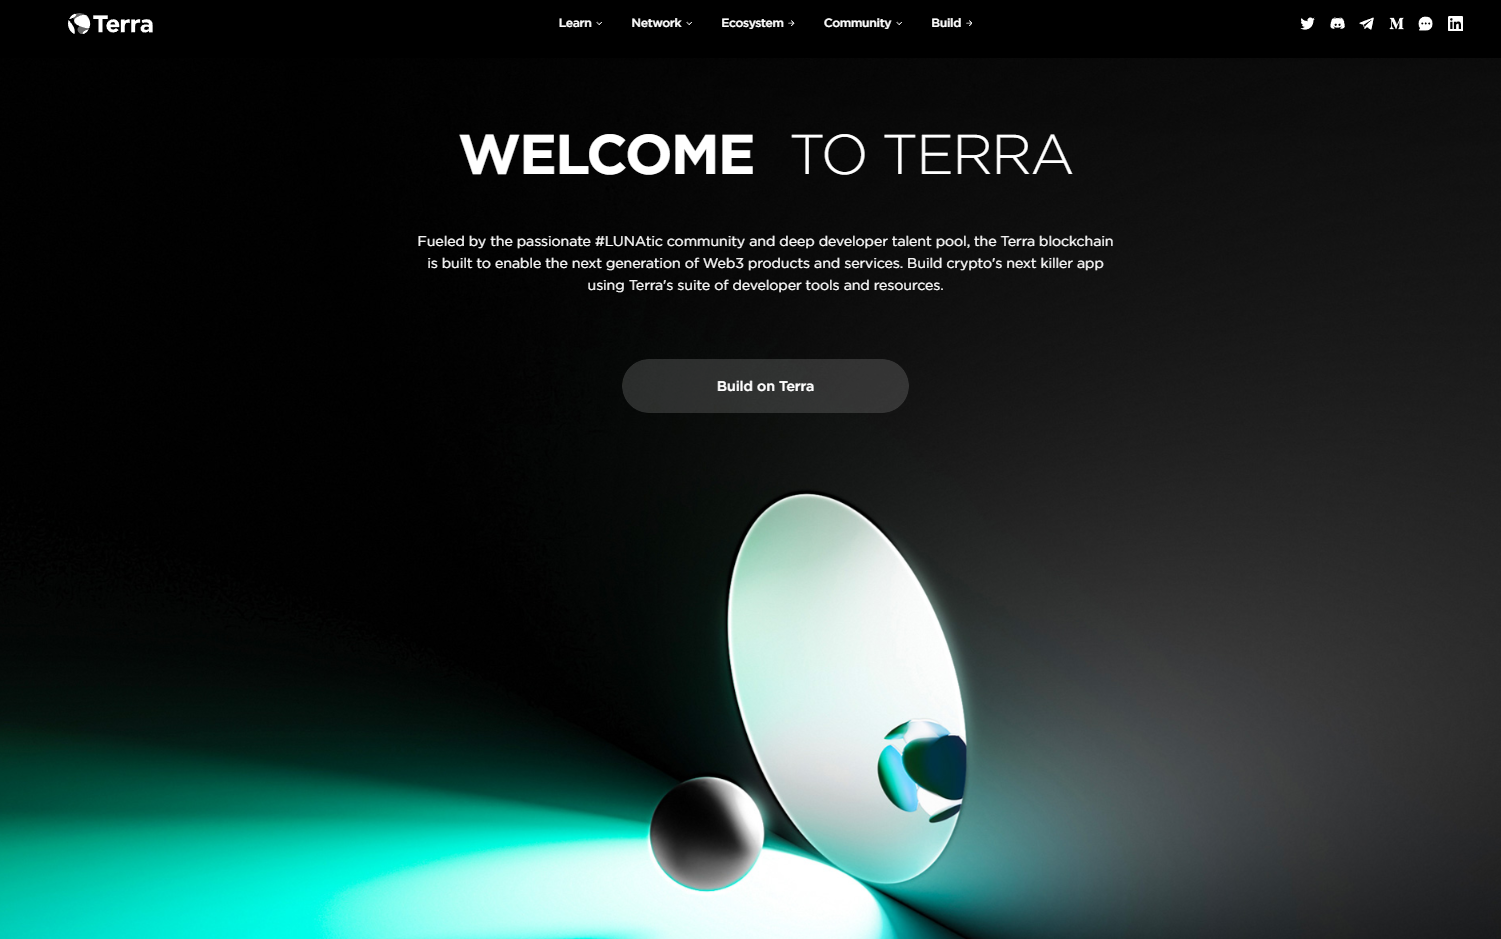 Terra
Learn
Network
Ecosystem
Community
Build
WELCOME TO TERRA
Fueled by the passionate #LUNAtic community and deep developer talent pool, the Terra blockchain
is built to enable the next generation of Web3 products and services. Build crypto's next killer app
using Terra's suite of developer tools and resources.
Build on Terra